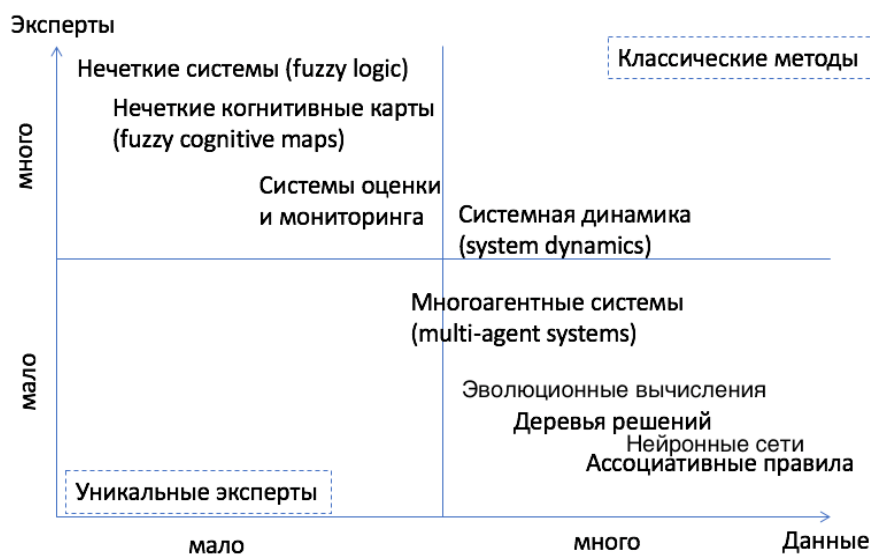 Эксперты
Классические методы
Нечеткие системы (fuzzy logic)
Нечеткие когнитивные карты
(fuzzy cognitive maps)
много
Системы оценки
и мониторинга
Системная динамика
(system dynamics)
Многоагентные системы
(multi-agent systems)
мало
Эволюционные вычисления
Деревья решений
Нейронные сети
Ассоциативные правила
Уникальные эксперты
мало
много
Данные